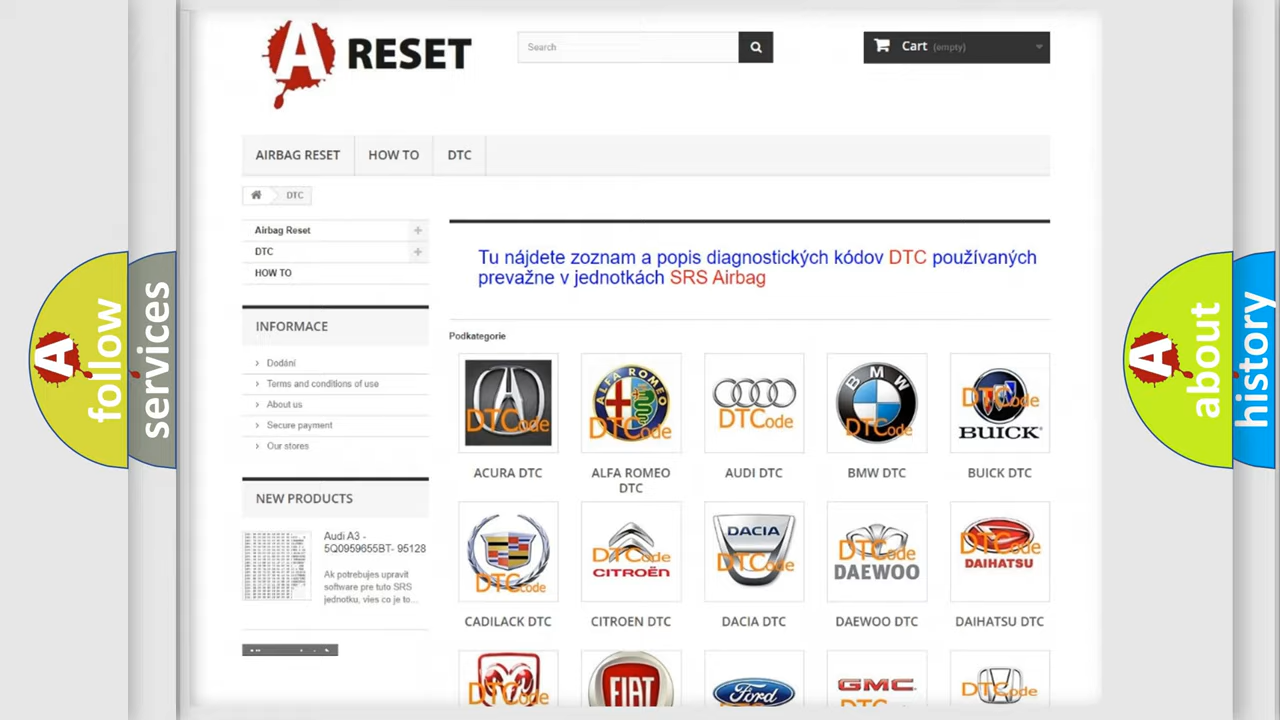 A RESET
Search
Cart (empty)
AIRBAG RESET
HOW TO
DTC
DTC
Airbag Reset
DTC
HOW TO
INFORMACE
Dodání
Terms and conditions of use
About us
Secure payment
Our stores
NEW PRODUCTS
Audi A3 -
5Q0959655BT- 95128
Ak potrebujes upravit
software pre tuto SRS
jednotku, vies co je to...
Tu nájdete zoznam a popis diagnostických kódov DTC používaných
prevažne v jednotkách SRS Airbag
Podkategorie
DTCode
ALFA ROMEO
DTCode
DTCode
BMW
DTCode
DTCode
BUICK
ACURA DTC
ALFA ROMEO
DTC
AUDI DTC
BMW DTC
BUICK DTC
DTCode
DTCode
CITROËN
DACIA
DTCode
DTCode
DAEWOO
DTCode
DAIHATSU
CADILACK DTC
CITROEN DTC
DACIA DTC
DAEWOO DTC
DAIHATSU DTC
DTCode
FIAT
Ford
GMC
DTCode
A
follow
services
A
about
history